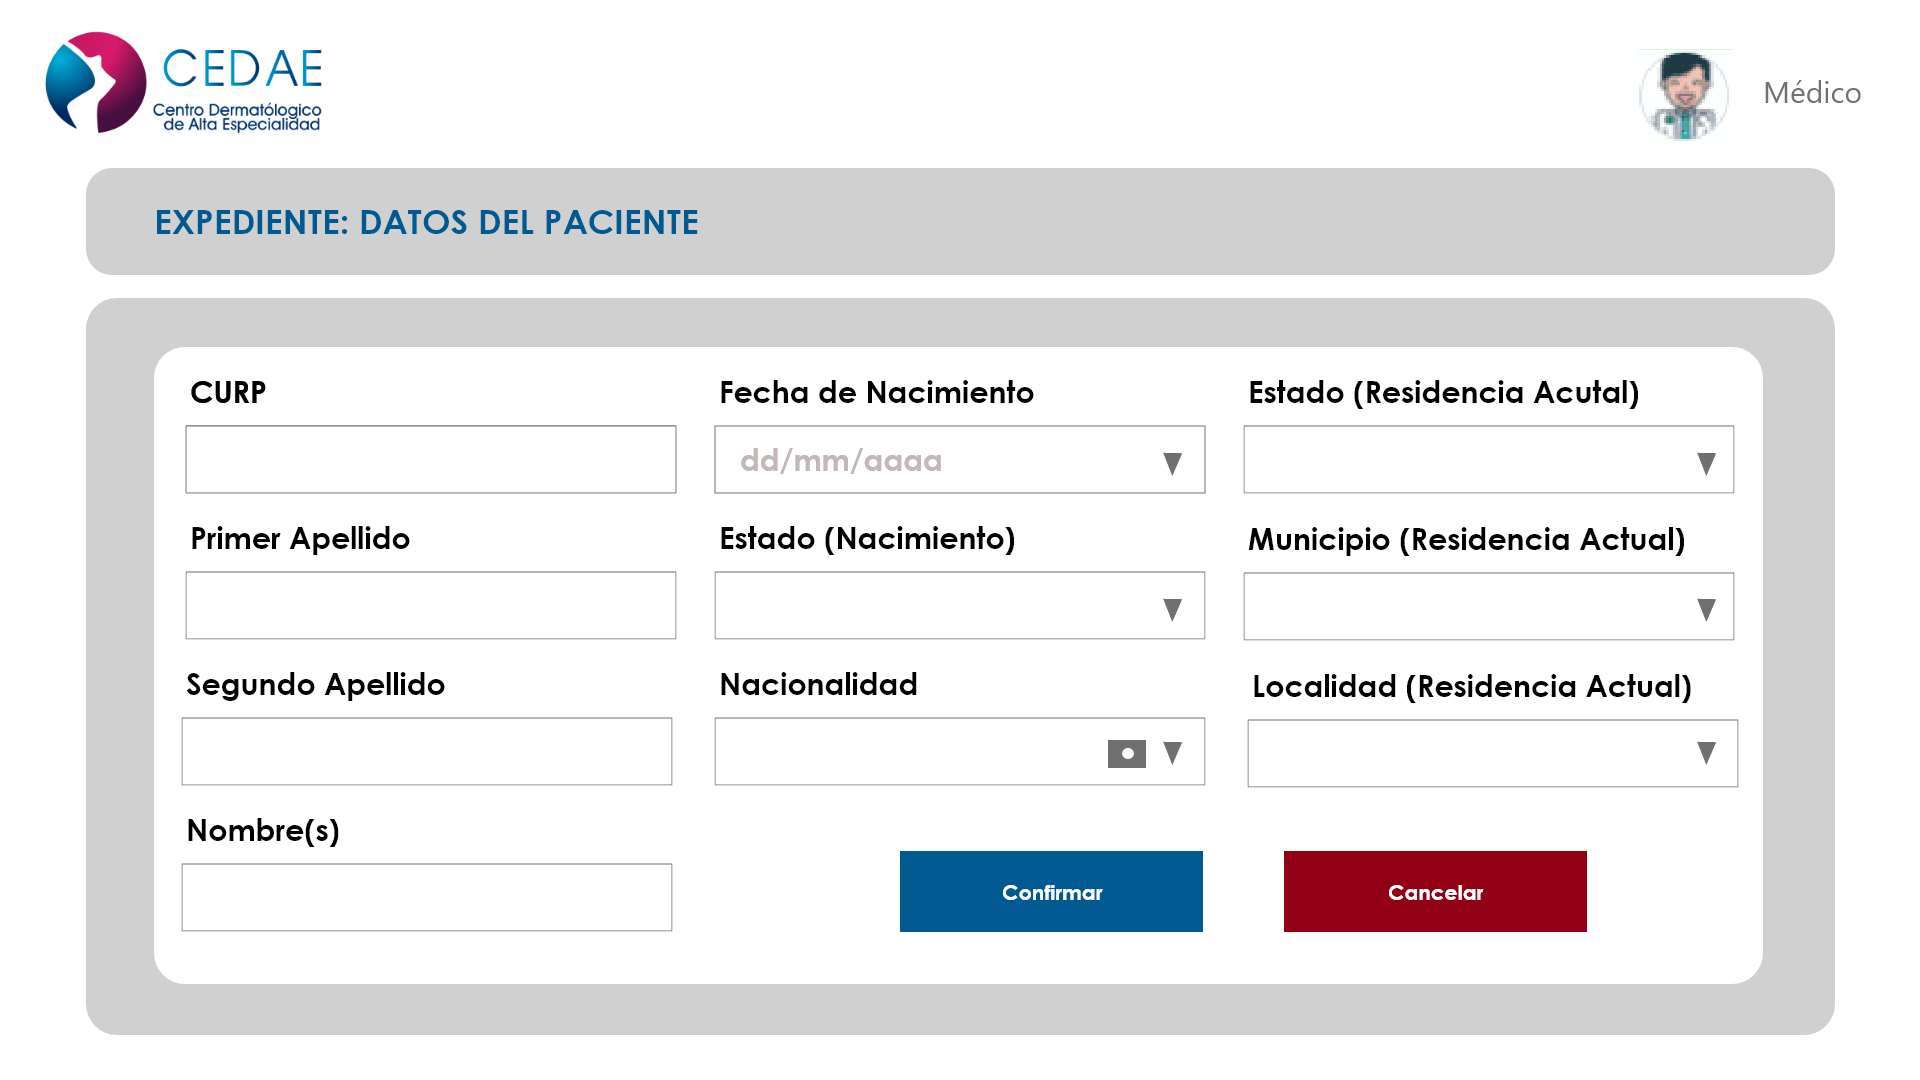 CEDAE
Centro Dermatólogico
de Alta Especialidad
Médico
EXPEDIENTE: DATOS DEL PACIENTE
CURP
Fecha de Nacimiento
dd/mm/aaaa
Estado (Residencia Acutal)
Primer Apellido
Estado (Nacimiento)
Municipio (Residencia Actual)
Segundo Apellido
Nacionalidad
Localidad (Residencia Actual)
Nombre(s)
Confirmar
Cancelar